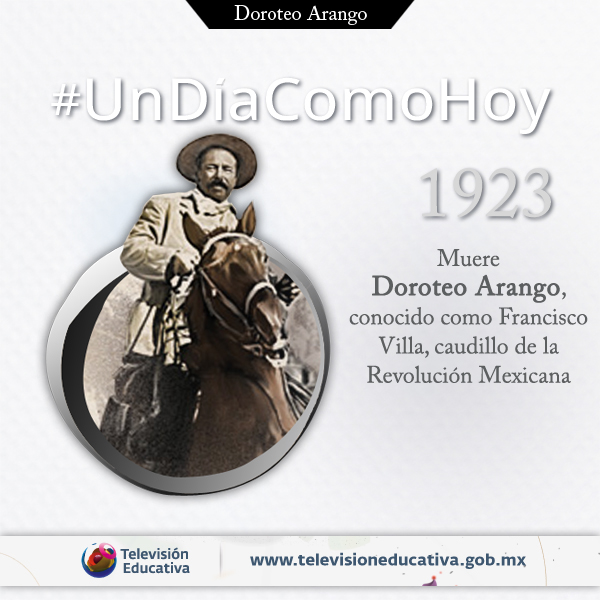 Doroteo Arango
#UnDiaComoHoy
1923
Muere
Doroteo Arango,
conocido como Francisco
Villa, caudillo de la
Revolución Mexicana
Televisión
Educativa
www.televisioneducativa.gob.mx